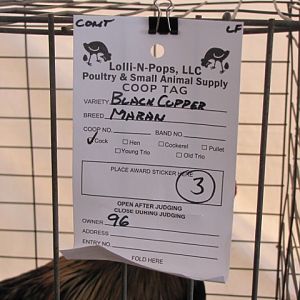 COMT LF
Lolli-N-Pops, LLC
Poultry & Small Animal Supply
COOP TAG
VARIETY BLACK COPPER
BREED MARAN
COOP NO. BAND NO.
Cock Hen Cockerel Pullet
Young Trio Old Trio
PLACE AWARD STICKER HERE 3
OPEN AFTER JUDGING
CLOSE DURING JUDGING
OWNER 96
ADDRESS
ENTRY NO.
FOLD HERE